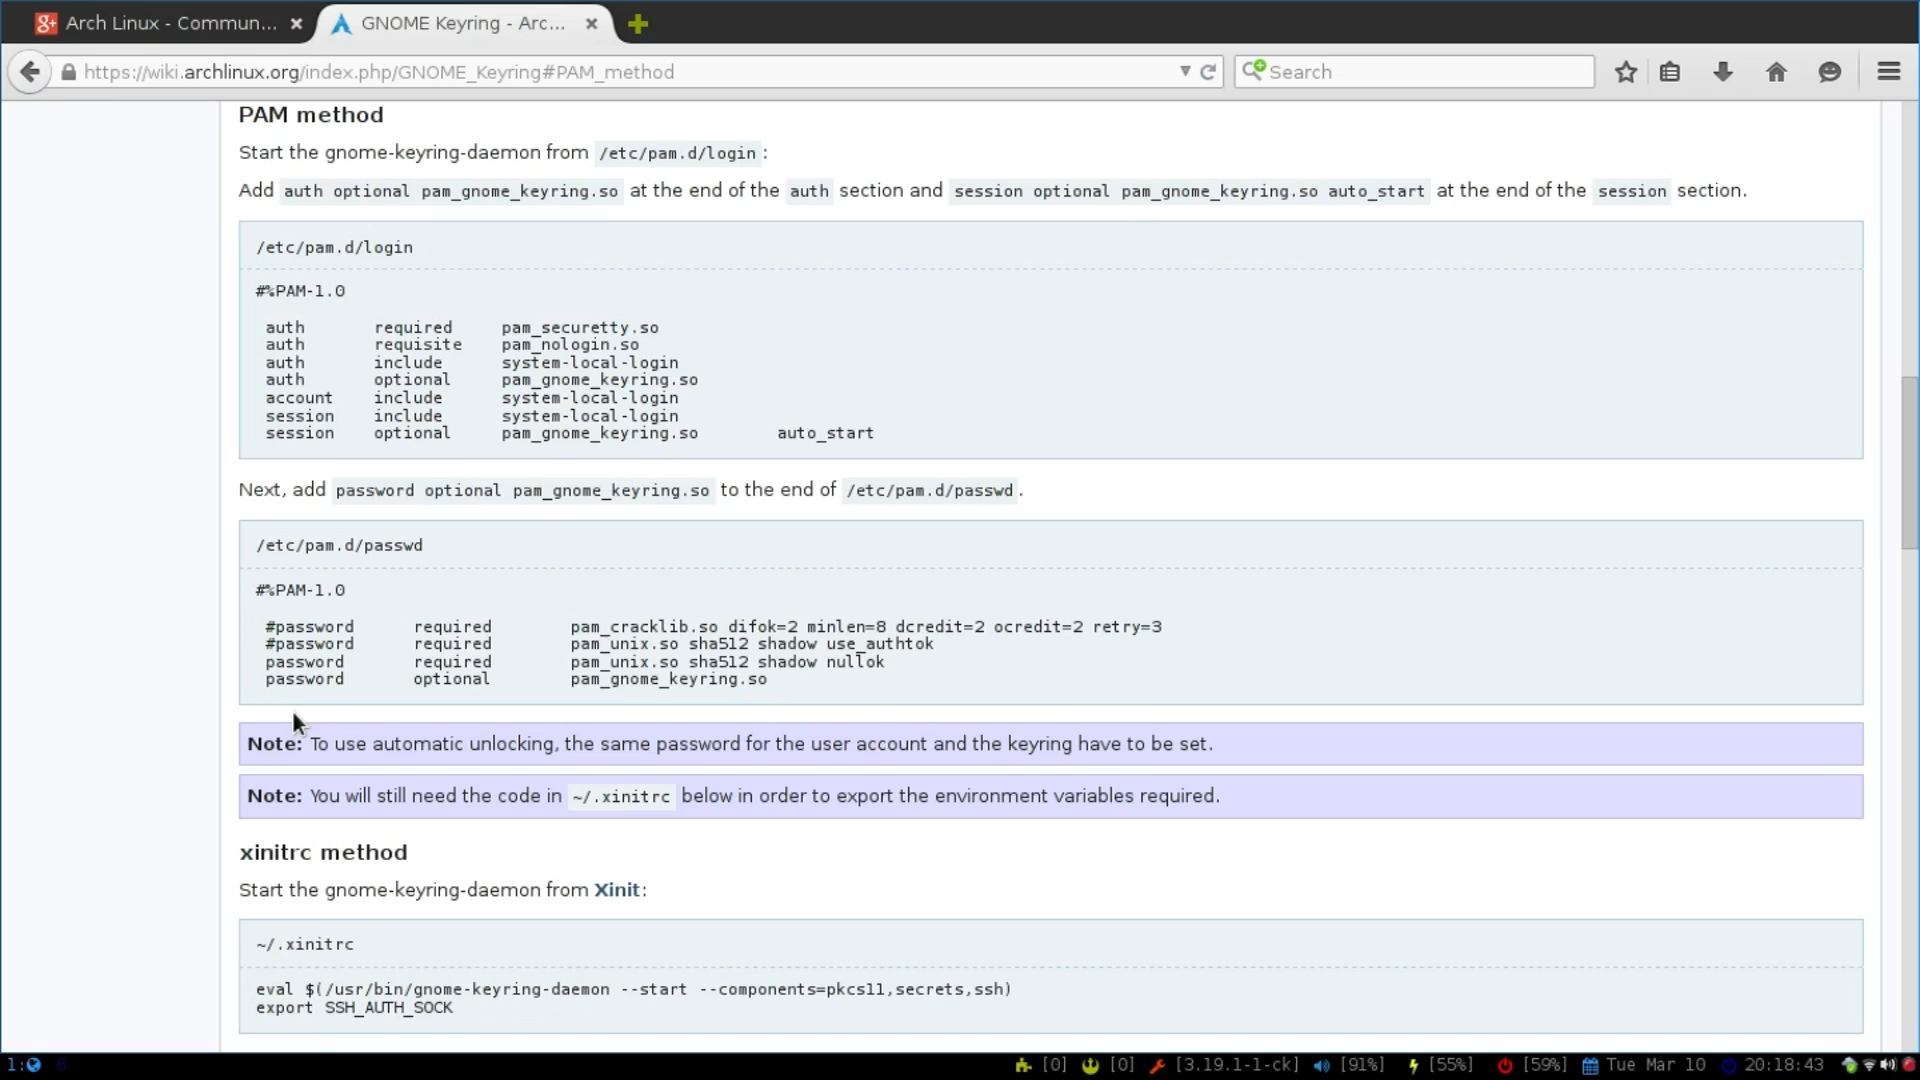 Arch Linux - Commun...
GNOME Keyring - Arc...
https://wiki.archlinux.org/index.php/GNOME_Keyring#PAM_method
Search
PAM method
Start the gnome-keyring-daemon from /etc/pam.d/login :
Add auth optional pam_gnome_keyring.so at the end of the auth section and session optional pam_gnome_keyring.so auto_start at the end of the session section.
/etc/pam.d/login
#%PAM-1.0
auth required pam_securetty.so
auth requisite pam_nologin.so
auth include system-local-login
auth optional pam_gnome_keyring.so
account include system-local-login
session include system-local-login
session optional pam_gnome_keyring.so auto_start
Next, add password optional pam_gnome_keyring.so to the end of /etc/pam.d/passwd .
/etc/pam.d/passwd
#%PAM-1.0
#password required pam_cracklib.so difok=2 minlen=8 dcredit=2 ocredit=2 retry=3
#password required pam_unix.so sha512 shadow use_authtok
password required pam_unix.so sha512 shadow nullok
password optional pam_gnome_keyring.so
Note: To use automatic unlocking, the same password for the user account and the keyring have to be set.
Note: You will still need the code in ~/.xinitrc below in order to export the environment variables required.
xinitrc method
Start the gnome-keyring-daemon from Xinit:
~/.xinitrc
eval $(/usr/bin/gnome-keyring-daemon --start --components=pkcs11,secrets,ssh)
export SSH_AUTH_SOCK
1: 6 [0] [0] [3.19.1-1-ck] [91%] [55%] [59%] Tue Mar 10 20:18:43